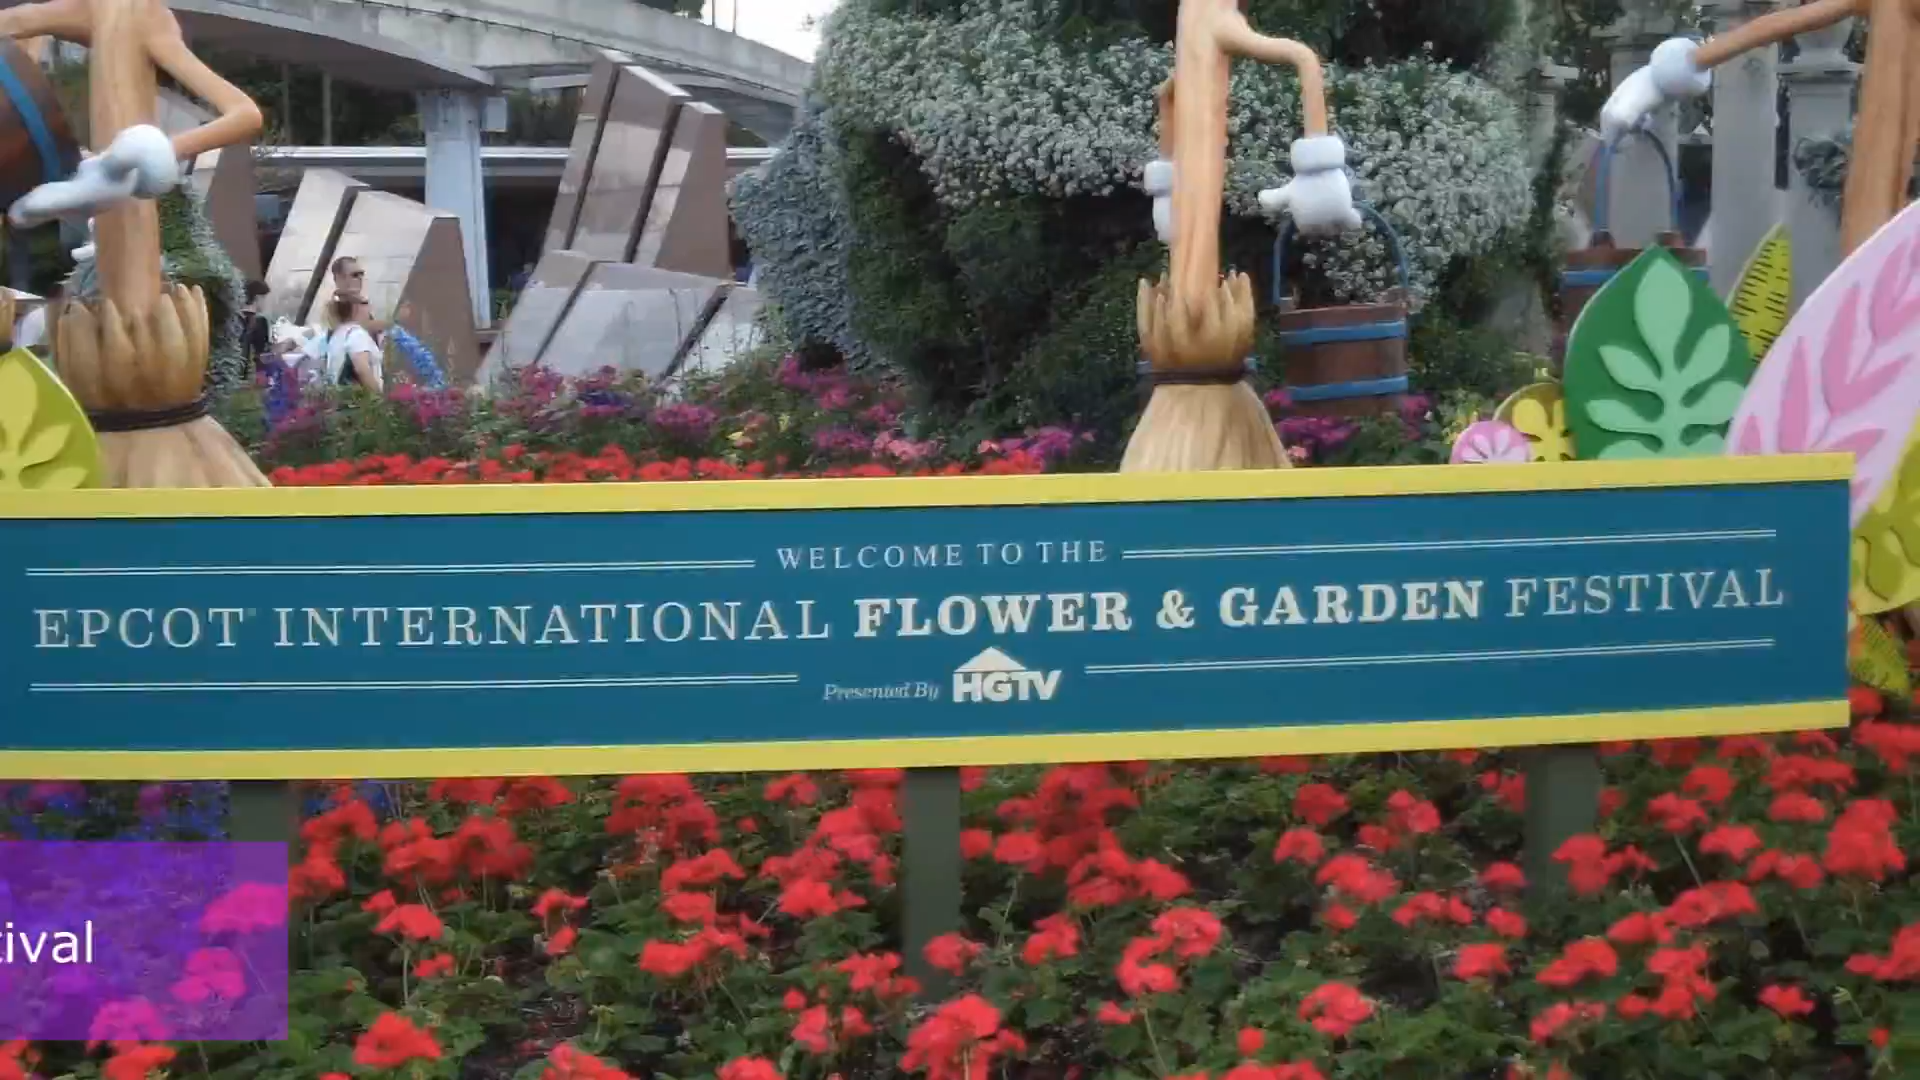 WELCOME TO THE
EPCOT INTERNATIONAL FLOWER & GARDEN FESTIVAL
Presented By HGTV
tival